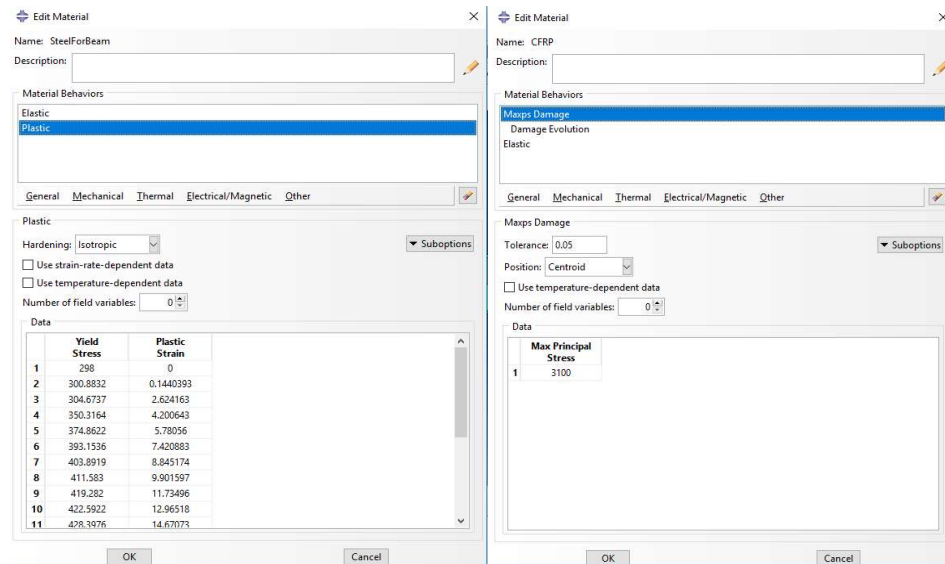 Edit Material
Name: SteelForBeam
Description:
Material Behaviors
Elastic
Plastic
General Mechanical Thermal Electrical/Magnetic Other
Plastic
Hardening: Isotropic
Suboptions
Use strain-rate-dependent data
Use temperature-dependent data
Number of field variables: 0
Data
Yield Stress Plastic Strain
1 298 0
2 300.8832 0.1440393
3 304.6737 2.624163
4 350.3164 4.200643
5 374.8622 5.78056
6 393.1536 7.420883
7 403.8919 8.845174
8 411.583 9.901597
9 419.282 11.73496
10 422.5922 12.96518
11 428.3976 14.67073
OK Cancel
Edit Material
Name: CFRP
Description:
Material Behaviors
Maxps Damage
Damage Evolution
Elastic
General Mechanical Thermal Electrical/Magnetic Other
Maxps Damage
Tolerance: 0.05
Suboptions
Position: Centroid
Use temperature-dependent data
Number of field variables: 0
Data
Max Principal
Stress
1 3100
OK Cancel